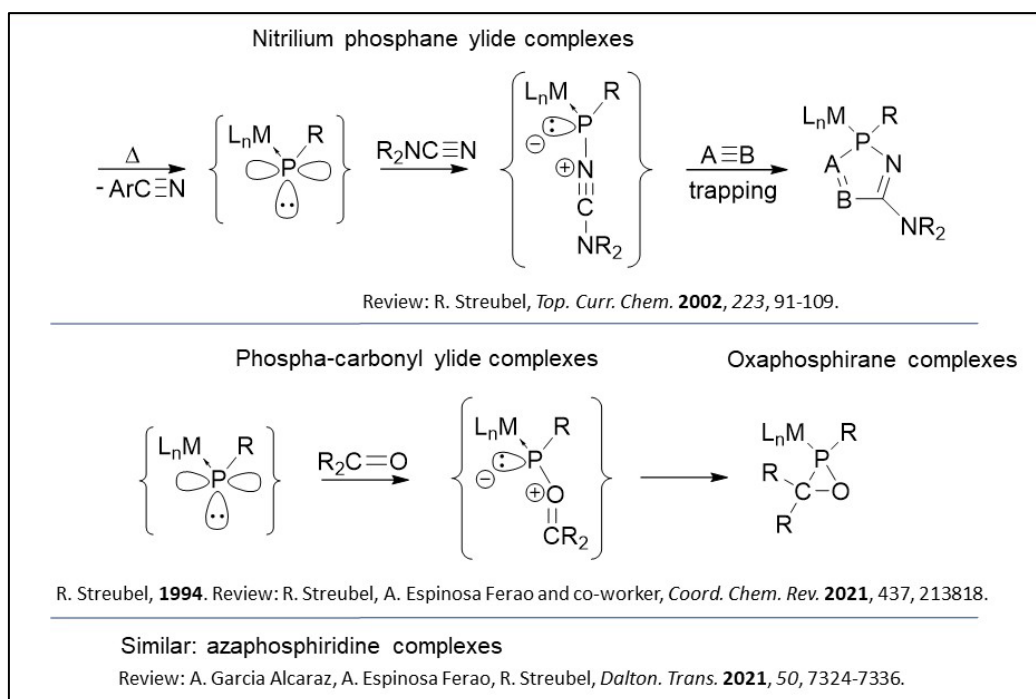 Nitrilium phosphane ylide complexes
Δ
- ArC≡N
LnM
R
P
R2NC≡N
LnM
R
P
⊖
⊕
N
C
NR2
A≡B
trapping
LnM
R
P
A
N
B
NR2
Review: R. Streubel, Top. Curr. Chem. 2002, 223, 91-109.
Phospha-carbonyl ylide complexes
Oxaphosphirane complexes
LnM
R
P
R2C=O
LnM
R
P
⊖
⊕
O
CR2
LnM
R
P
R
C
O
R
R. Streubel, 1994. Review: R. Streubel, A. Espinosa Ferao and co-worker, Coord. Chem. Rev. 2021, 437, 213818.
Similar: azaphosphiridine complexes
Review: A. Garcia Alcaraz, A. Espinosa Ferao, R. Streubel, Dalton. Trans. 2021, 50, 7324-7336.